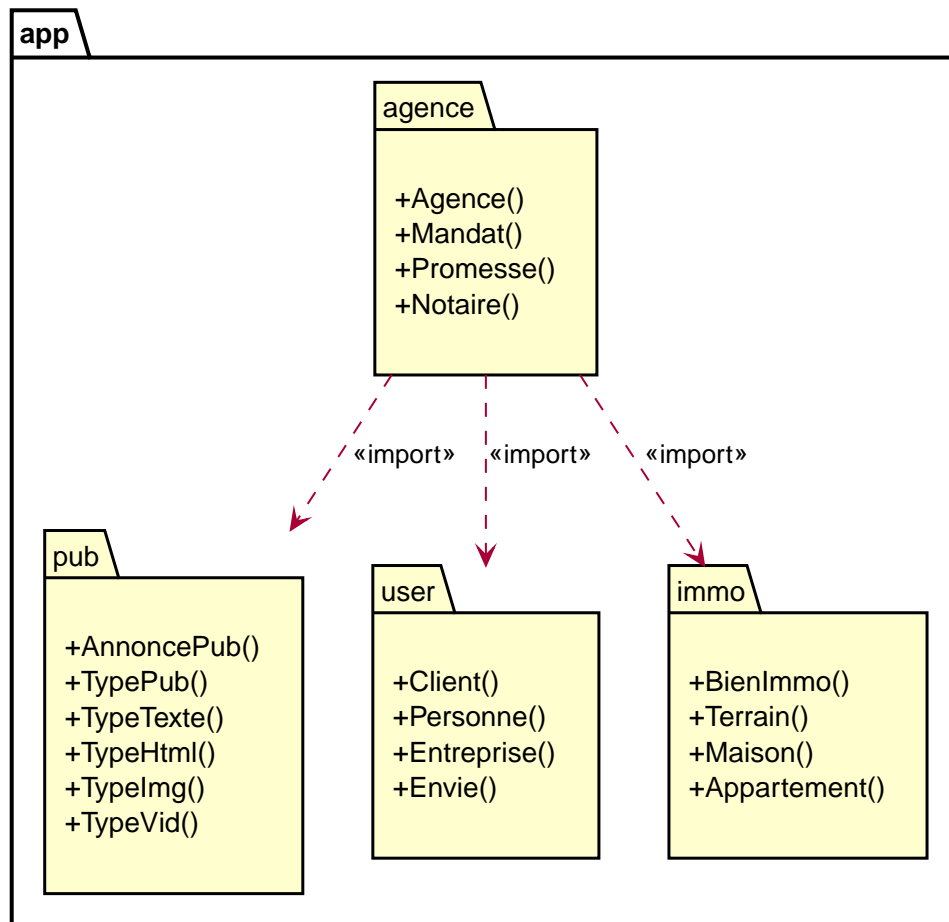 app
agence
+Agence()
+Mandat()
+Promesse()
+Notaire()
«import» «import» «import»
pub
+AnnoncePub()
+TypePub()
+TypeTexte()
+TypeHtml()
+TypeImg()
+TypeVid()
user
+Client()
+Personne()
+Entreprise()
+Envie()
immo
+BienImmo()
+Terrain()
+Maison()
+Appartement()